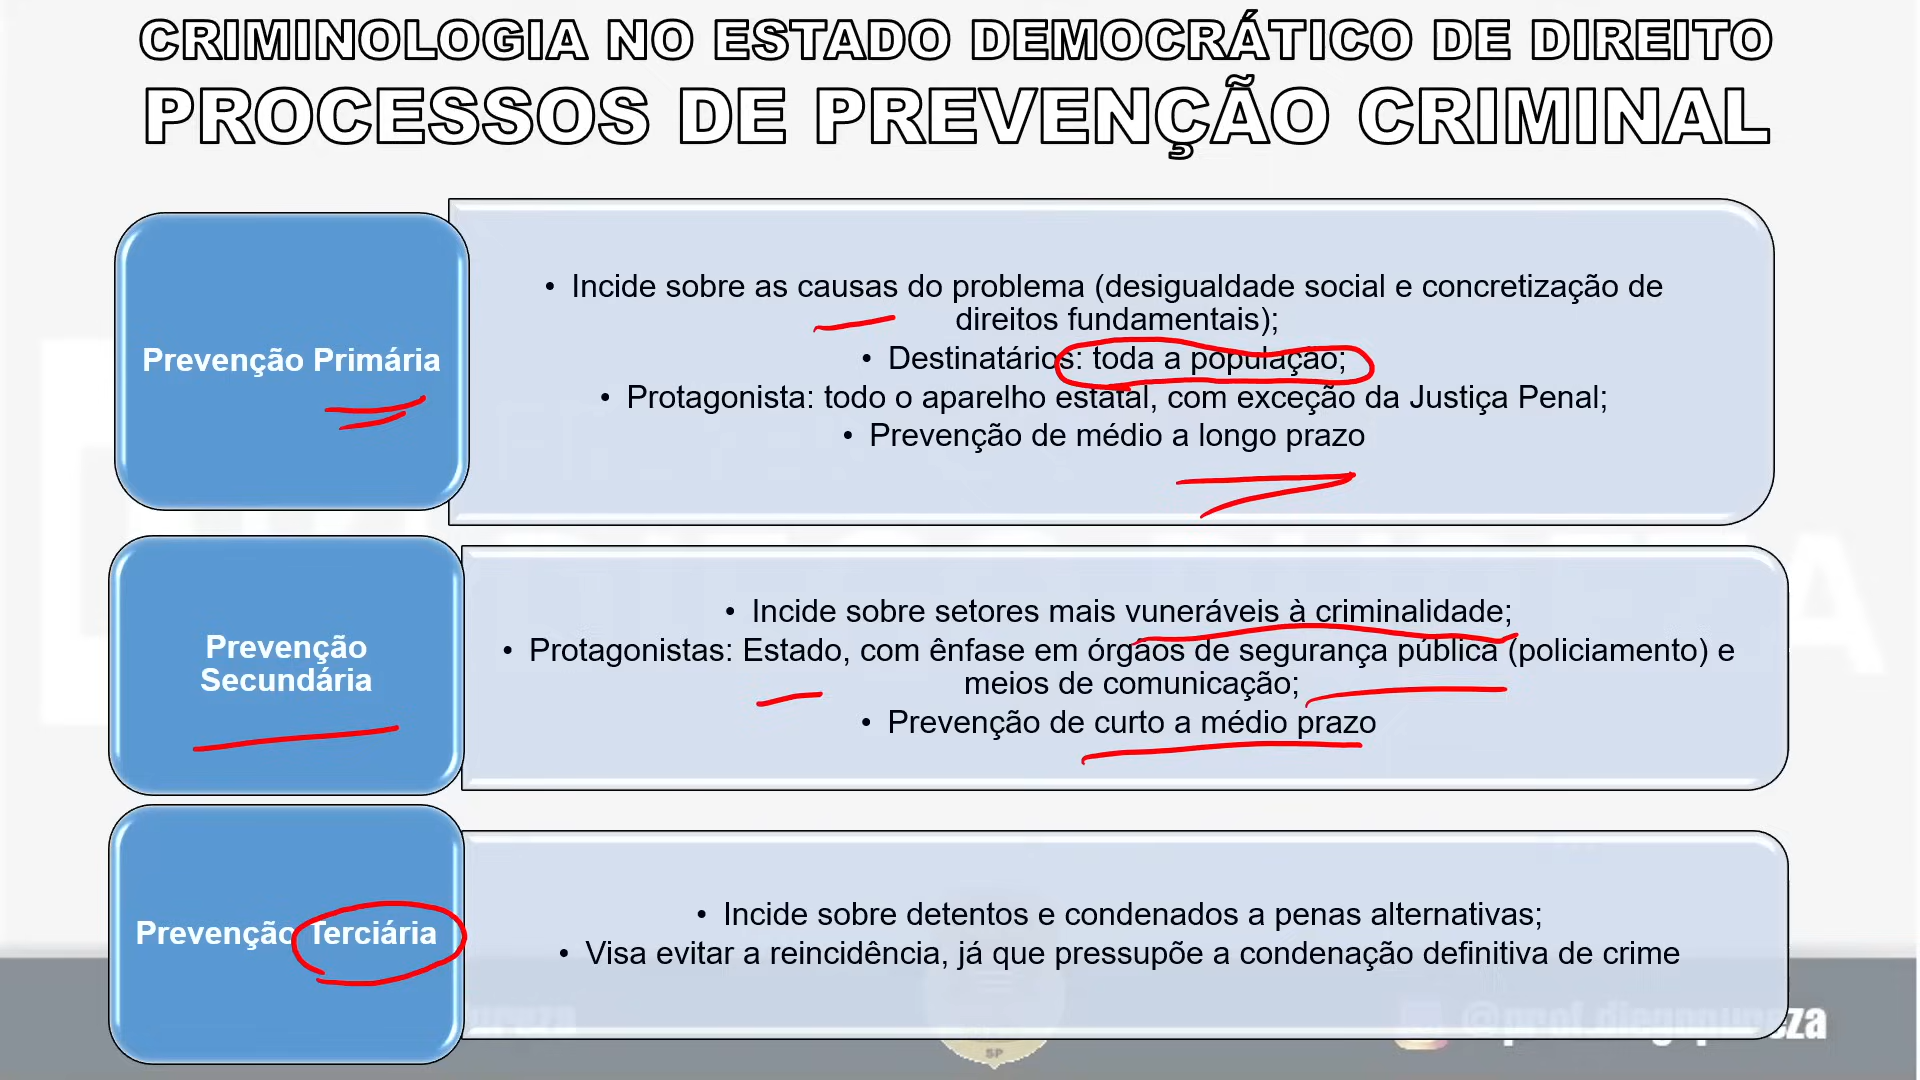 CRIMINOLOGIA NO ESTADO DEMOCRÁTICO DE DIREITO
PROCESSOS DE PREVENÇÃO CRIMINAL
Prevenção Primária
• Incide sobre as causas do problema (desigualdade social e concretização de
direitos fundamentais);
• Destinatários: toda a população;
• Protagonista: todo o aparelho estatal, com exceção da Justiça Penal;
• Prevenção de médio a longo prazo
Prevenção
Secundária
• Incide sobre setores mais vuneráveis à criminalidade;
• Protagonistas: Estado, com ênfase em órgãos de segurança pública (policiamento) e
meios de comunicação;
• Prevenção de curto a médio prazo
Prevenção Terciária
• Incide sobre detentos e condenados a penas alternativas;
• Visa evitar a reincidência, já que pressupõe a condenação definitiva de crime
SP
@prof.diegopureza